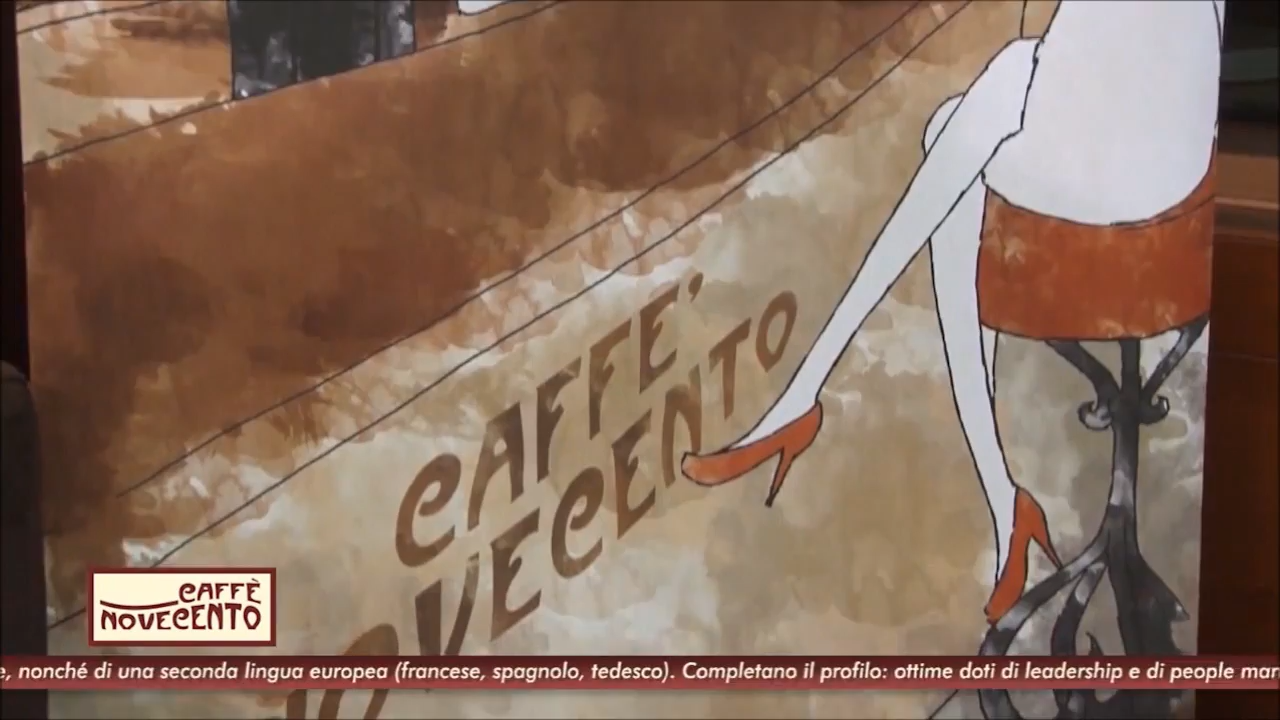 CAFFE'
NOVECENTO
CAFFÈ
NOVECENTO
e, nonché di una seconda lingua europea (francese, spagnolo, tedesco). Completano il profilo: ottime doti di leadership e di people